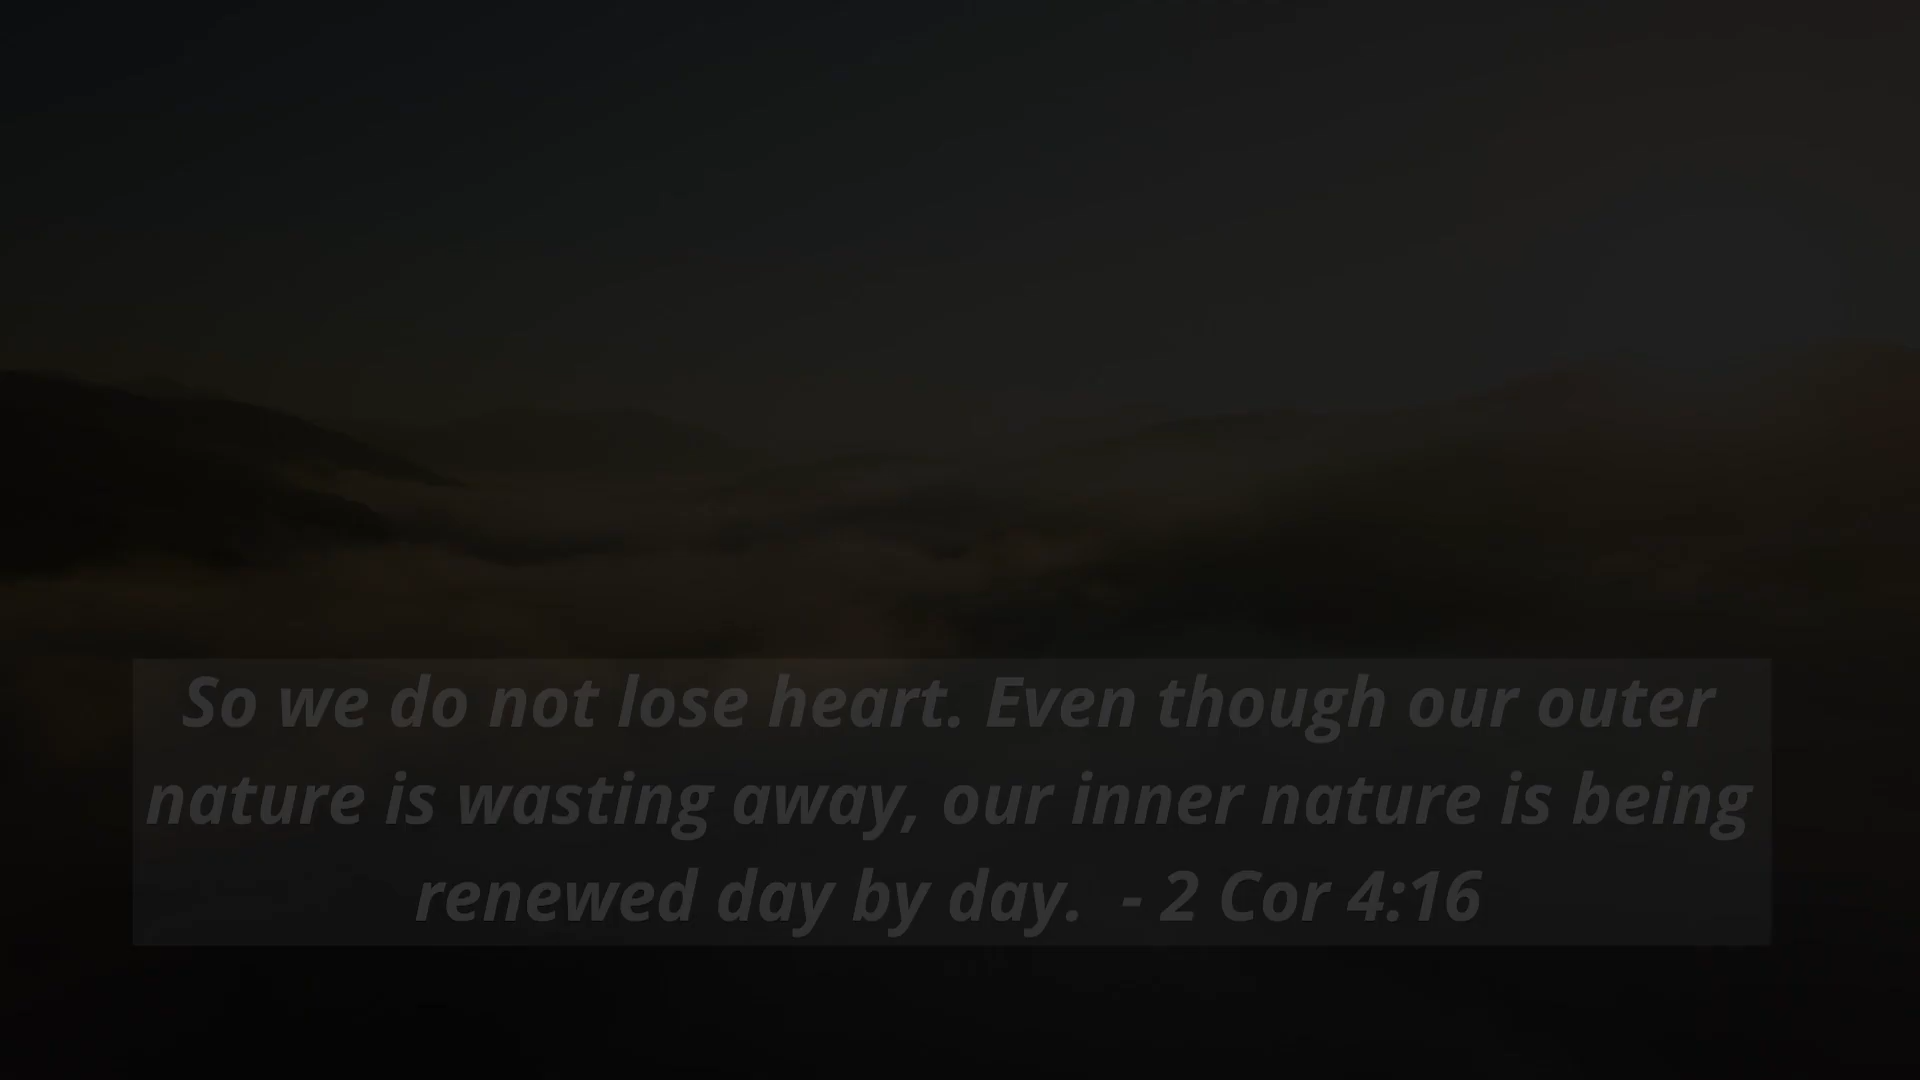 So we do not lose heart. Even though our outer
nature is wasting away, our inner nature is being
renewed day by day.  - 2 Cor 4:16